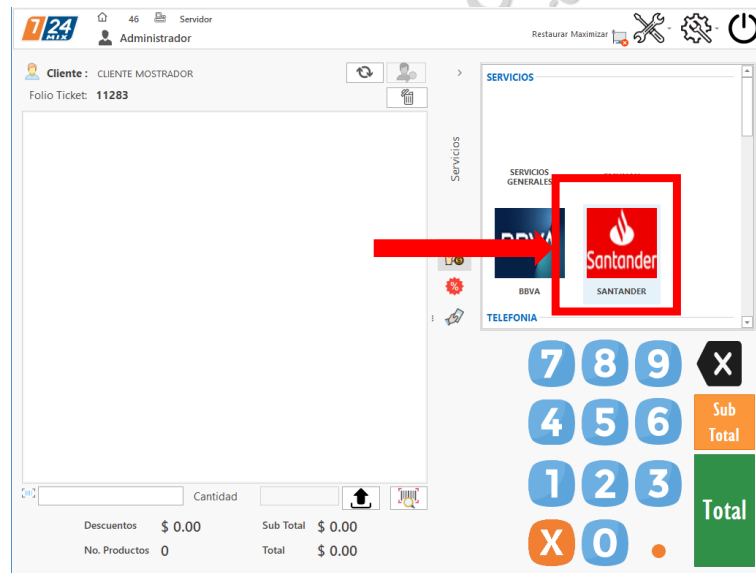 7 24
MIX
46 Servidor
Administrador
Restaurar Maximizar
Cliente : CLIENTE MOSTRADOR
Folio Ticket: 11283
Servicios
SERVICIOS
SERVICIOS
GENERALES
BBVA
Santander
BBVA SANTANDER
TELEFONIA
7 8 9 X
4 5 6 Sub
Total
1 2 3
Total
X 0 .
Cantidad
Descuentos $ 0.00 Sub Total $ 0.00
No. Productos 0 Total $ 0.00